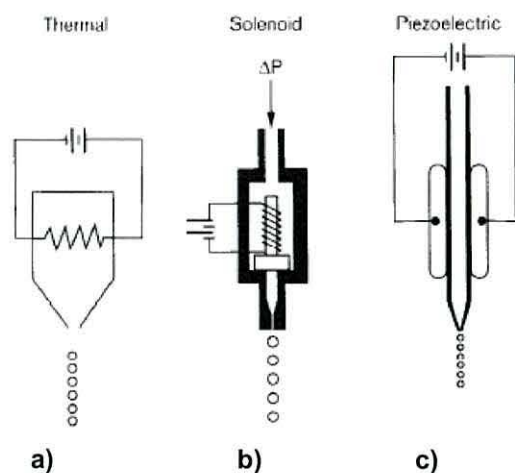 Thermal Solenoid Piezoelectric
ΔP
a) b) c)